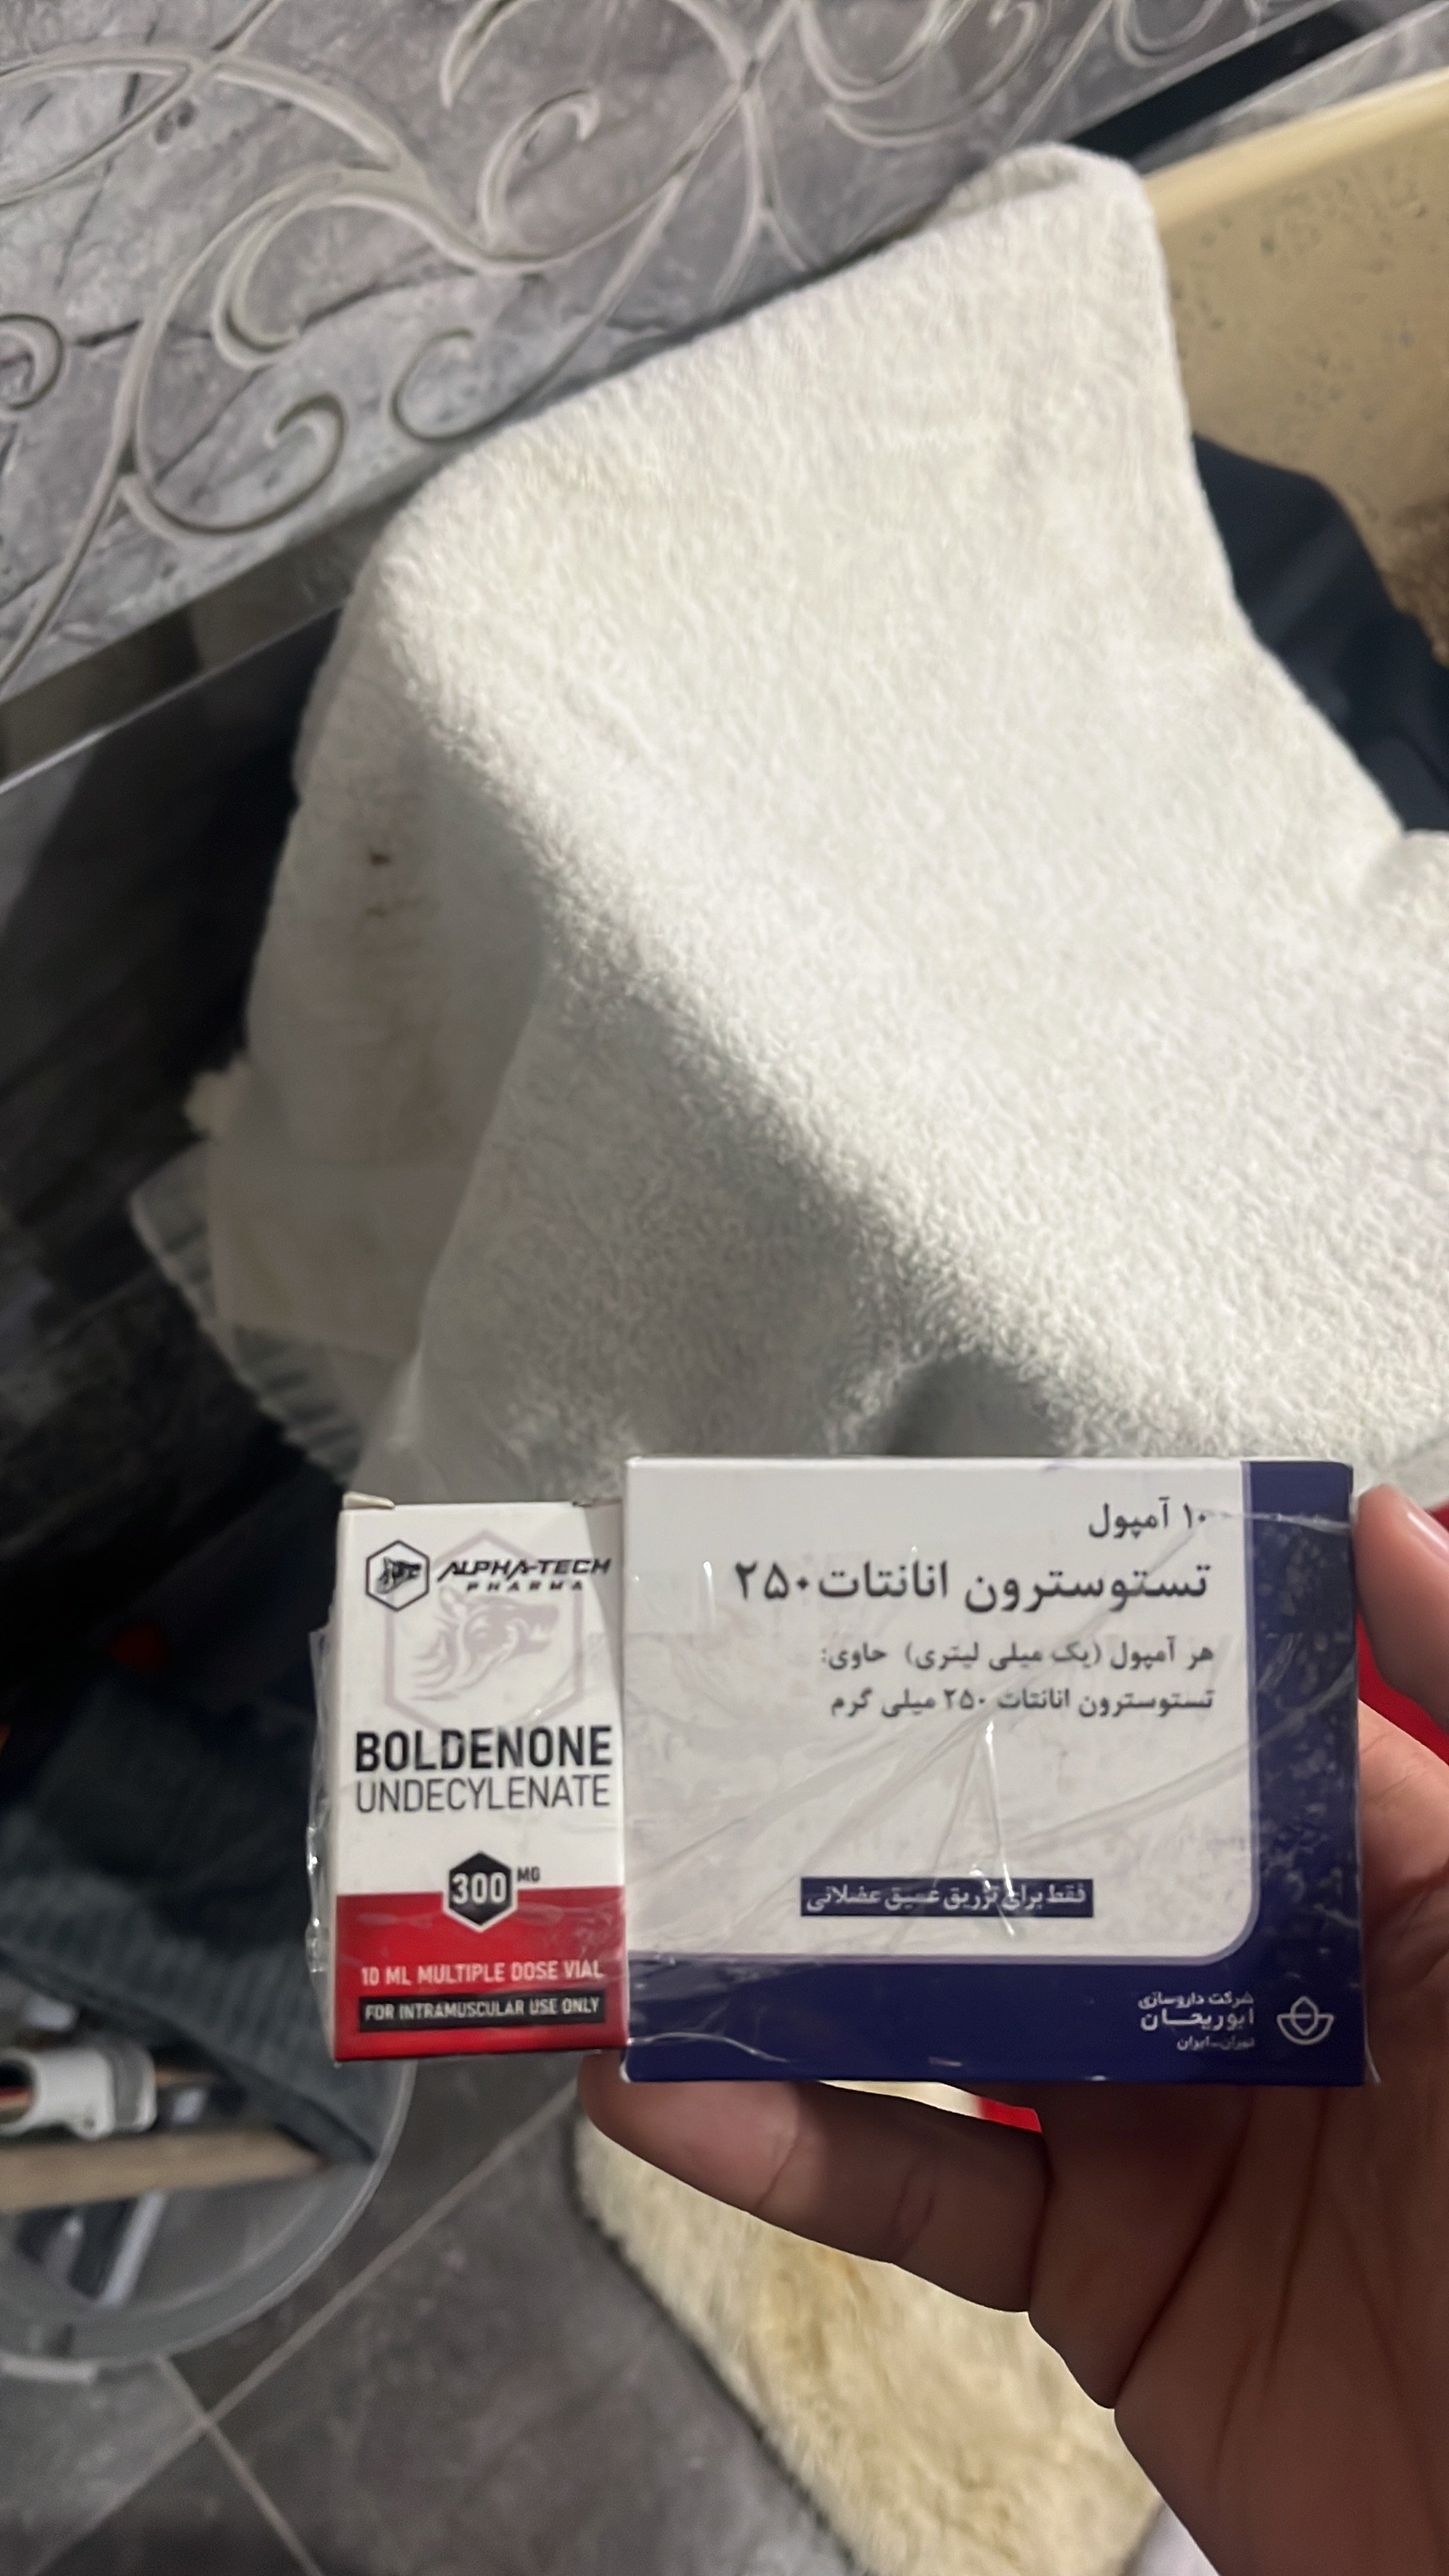 ALPHA-TECH
PHARMA
BOLDENONE
UNDECYLENATE
300 MG
10 ML MULTIPLE DOSE VIAL
FOR INTRAMUSCULAR USE ONLY
۱۰ آمپول
تستوسترون انانتات ۲۵۰
هر آمپول (یک میلی لیتری) حاوی:
تستوسترون انانتات ۲۵۰ میلی گرم
فقط برای تزریق عمیق عضلانی
شرکت داروسازی
ابوریحان
تهران-ایران